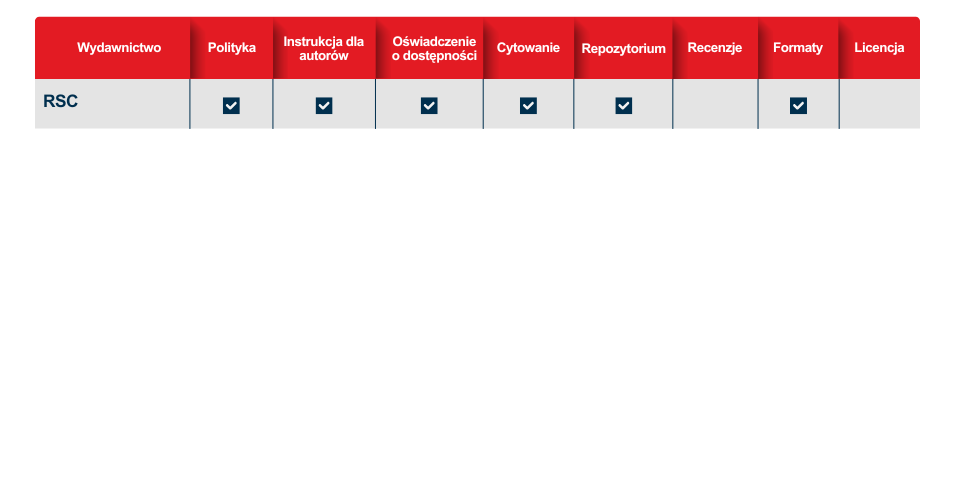 Wydawnictwo Polityka Instrukcja dla autorów Oświadczenie o dostępności Cytowanie Repozytorium Recenzje Formaty Licencja
RSC